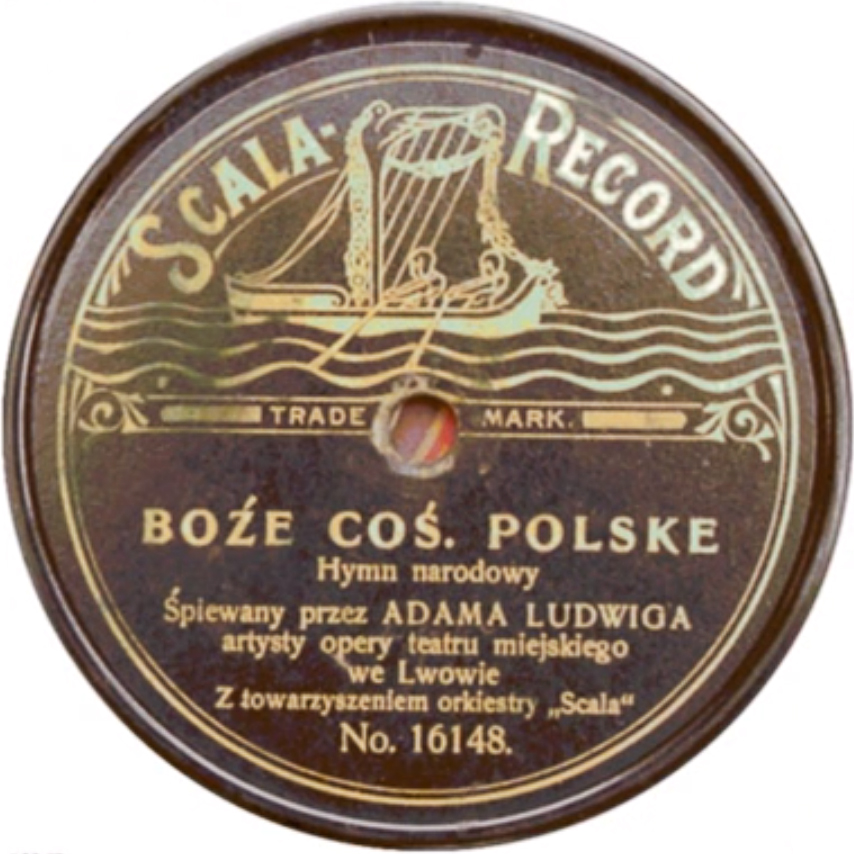 SCALA-RECORD
TRADE MARK.
BOŹE COŚ. POLSKE
Hymn narodowy
Śpiewany przez ADAMA LUDWIGA
artysty opery teatru miejskiego
we Lwowie
Z towarzyszeniem orkiestry „Scala“
No. 16148.